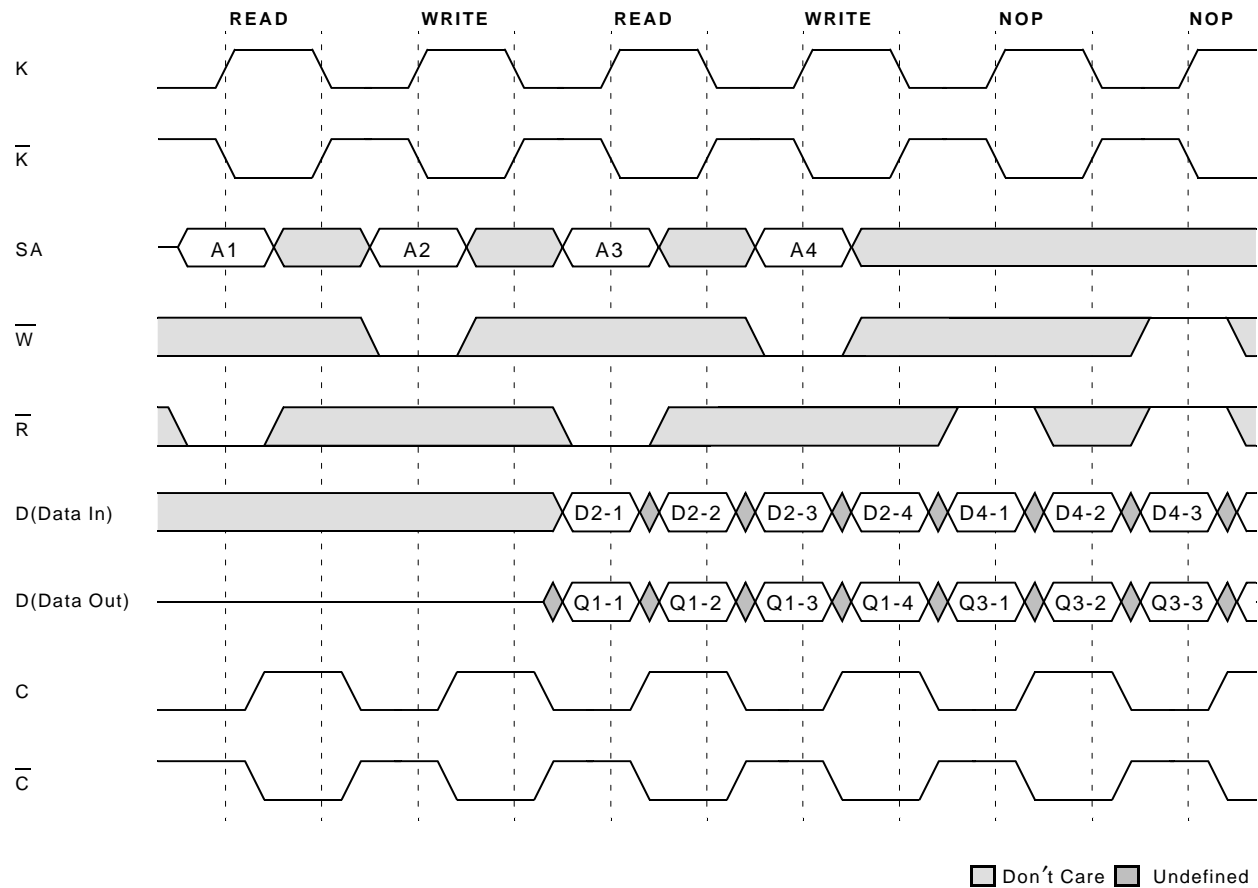 READ WRITE READ WRITE NOP NOP
K
K̅
SA A1 A2 A3 A4
W̅
R̅
D(Data In) D2-1 D2-2 D2-3 D2-4 D4-1 D4-2 D4-3
D(Data Out) Q1-1 Q1-2 Q1-3 Q1-4 Q3-1 Q3-2 Q3-3
C
C̅
Don′t Care Undefined